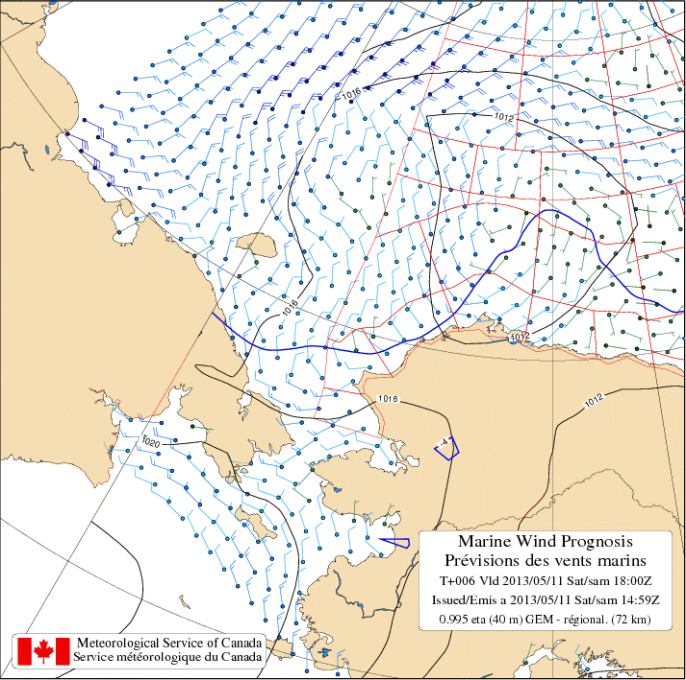 1016
1012
1016
1012
1016
1012
1020
-4
Marine Wind Prognosis
Prévisions des vents marins
T+006 Vld 2013/05/11 Sat/sam 18:00Z
Issued/Emis a 2013/05/11 Sat/sam 14:59Z
0.995 eta (40 m) GEM - régional. (72 km)
Meteorological Service of Canada
Service météorologique du Canada